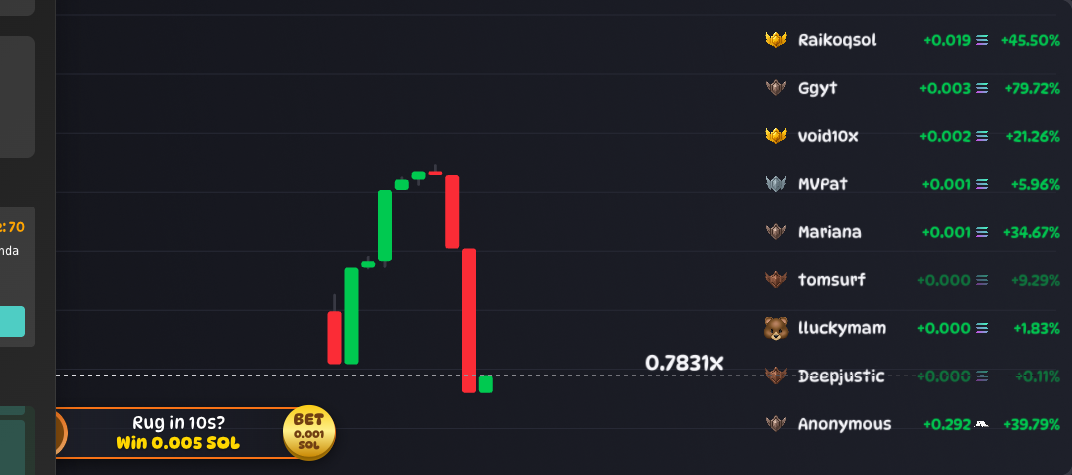 Raikoqsol +0.019 +45.50%
Ggyt +0.003 +79.72%
void10x +0.002 +21.26%
MVPat +0.001 +5.96%
:70
Mariana +0.001 +34.67%
nda
tomsurf +0.000 +9.29%
lluckymam +0.000 +1.83%
0.7831x
Deepjustic +0.000 +0.11%
Rug in 10s?
Win 0.005 SOL
BET
0.001
SOL
Anonymous +0.292 +39.79%